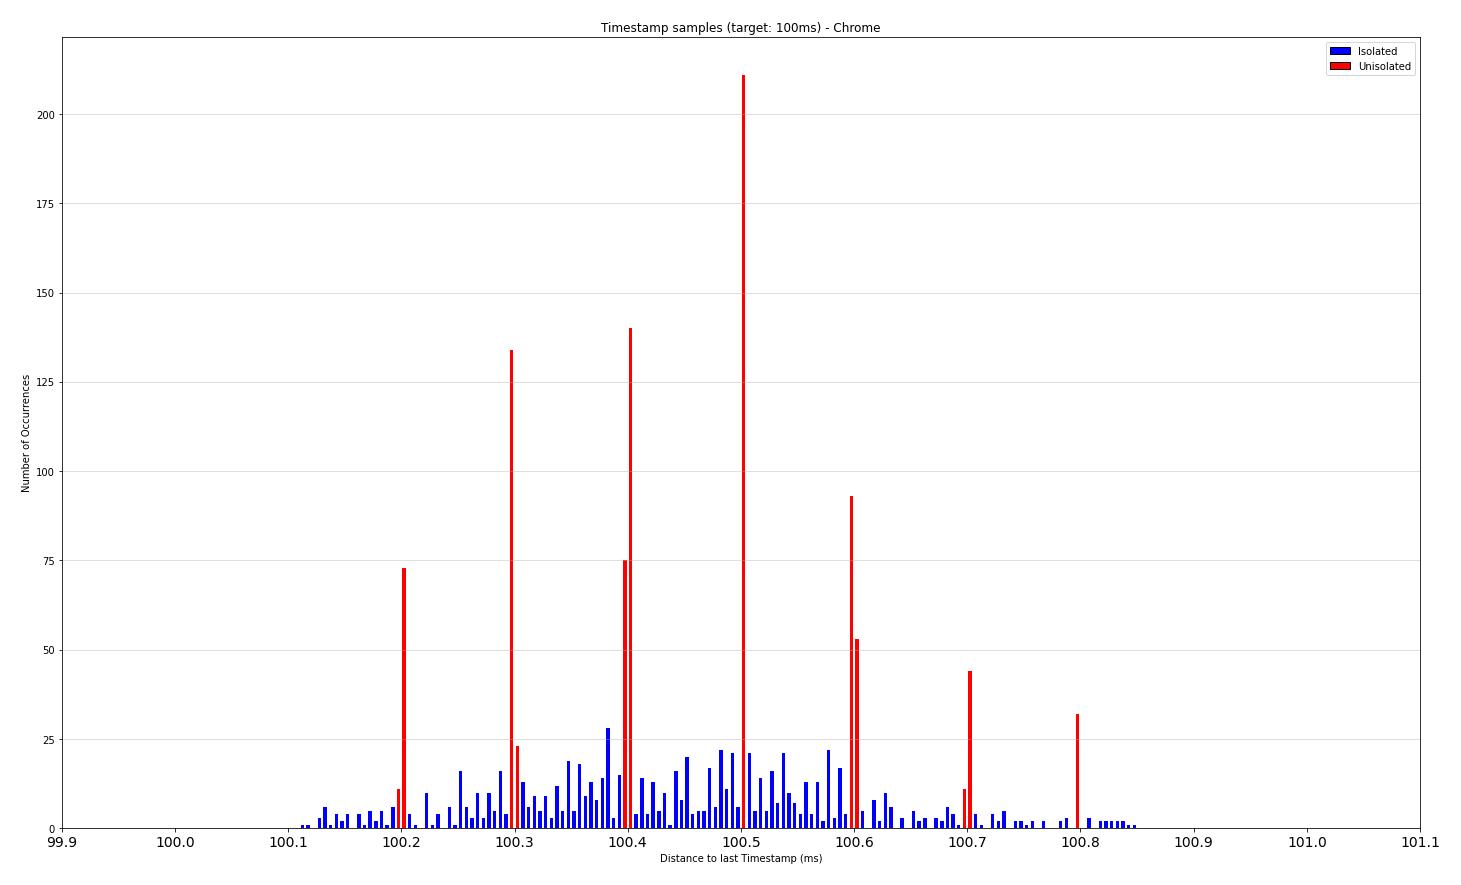 Timestamp samples (target: 100ms) - Chrome
Isolated
Unisolated
200
175
150
125
100
75
50
25
0
Number of Occurrences
99.9 100.0 100.1 100.2 100.3 100.4 100.5 100.6 100.7 100.8 100.9 101.0 101.1
Distance to last Timestamp (ms)